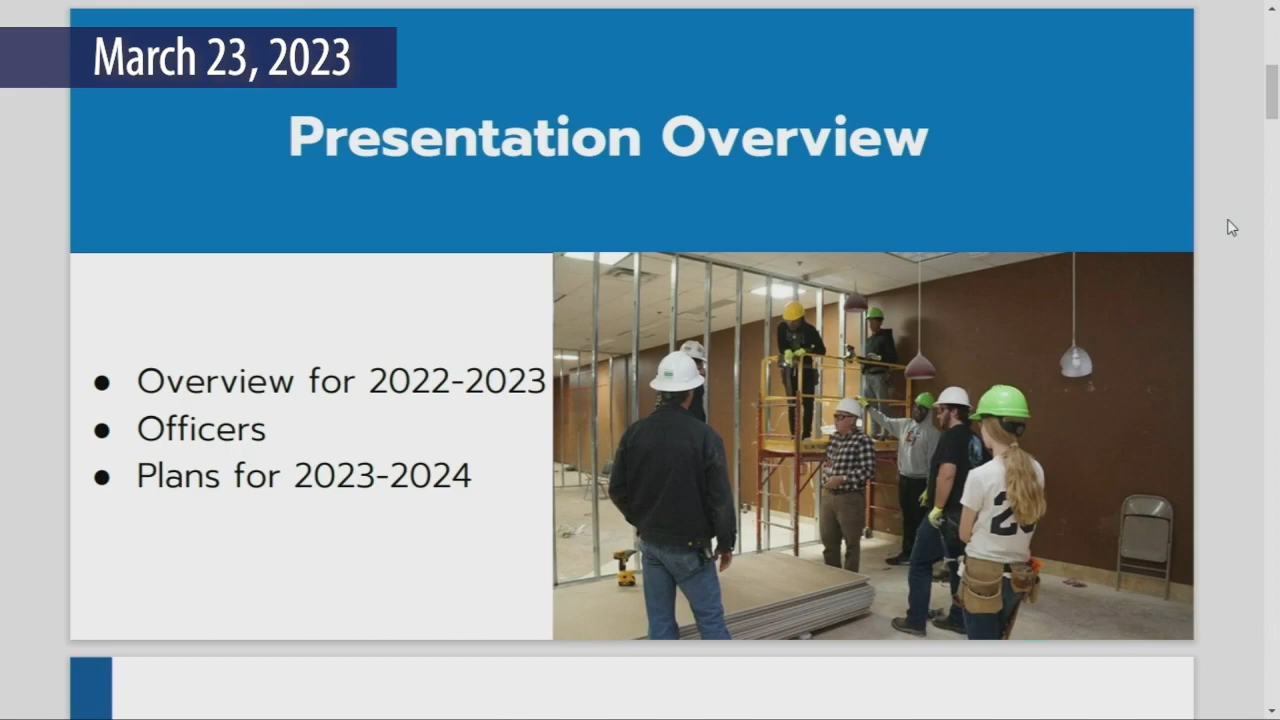 March 23, 2023
Presentation Overview
● Overview for 2022-2023
● Officers
● Plans for 2023-2024